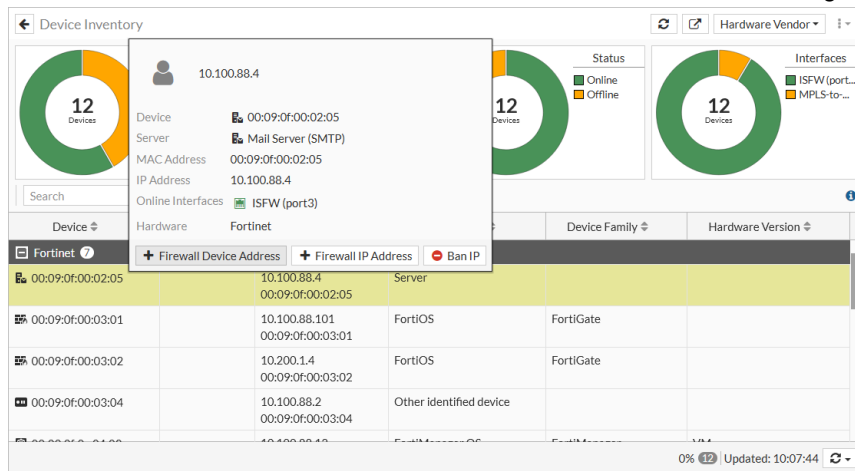 Device Inventory
Hardware Vendor
12
Devices
12
Devices
Status
Online
Offline
12
Devices
Interfaces
ISFW (port...
MPLS-to-...
10.100.88.4
Device 00:09:0f:00:02:05
Server Mail Server (SMTP)
MAC Address 00:09:0f:00:02:05
IP Address 10.100.88.4
Online Interfaces ISFW (port3)
Hardware Fortinet
+ Firewall Device Address + Firewall IP Address Ban IP
Search
Device Device Family Hardware Version
Fortinet 7
00:09:0f:00:02:05 10.100.88.4 Server
00:09:0f:00:02:05
00:09:0f:00:03:01 10.100.88.101 FortiOS FortiGate
00:09:0f:00:03:01
00:09:0f:00:03:02 10.200.1.4 FortiOS FortiGate
00:09:0f:00:03:02
00:09:0f:00:03:04 10.100.88.2 Other identified device
00:09:0f:00:03:04
0% 12 Updated: 10:07:44